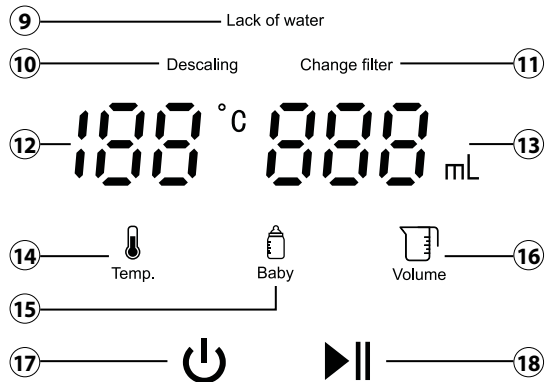 9 Lack of water
10 Descaling Change filter 11
12 188 °C 888 mL 13
14 Temp. Baby Volume 16
15
17 18